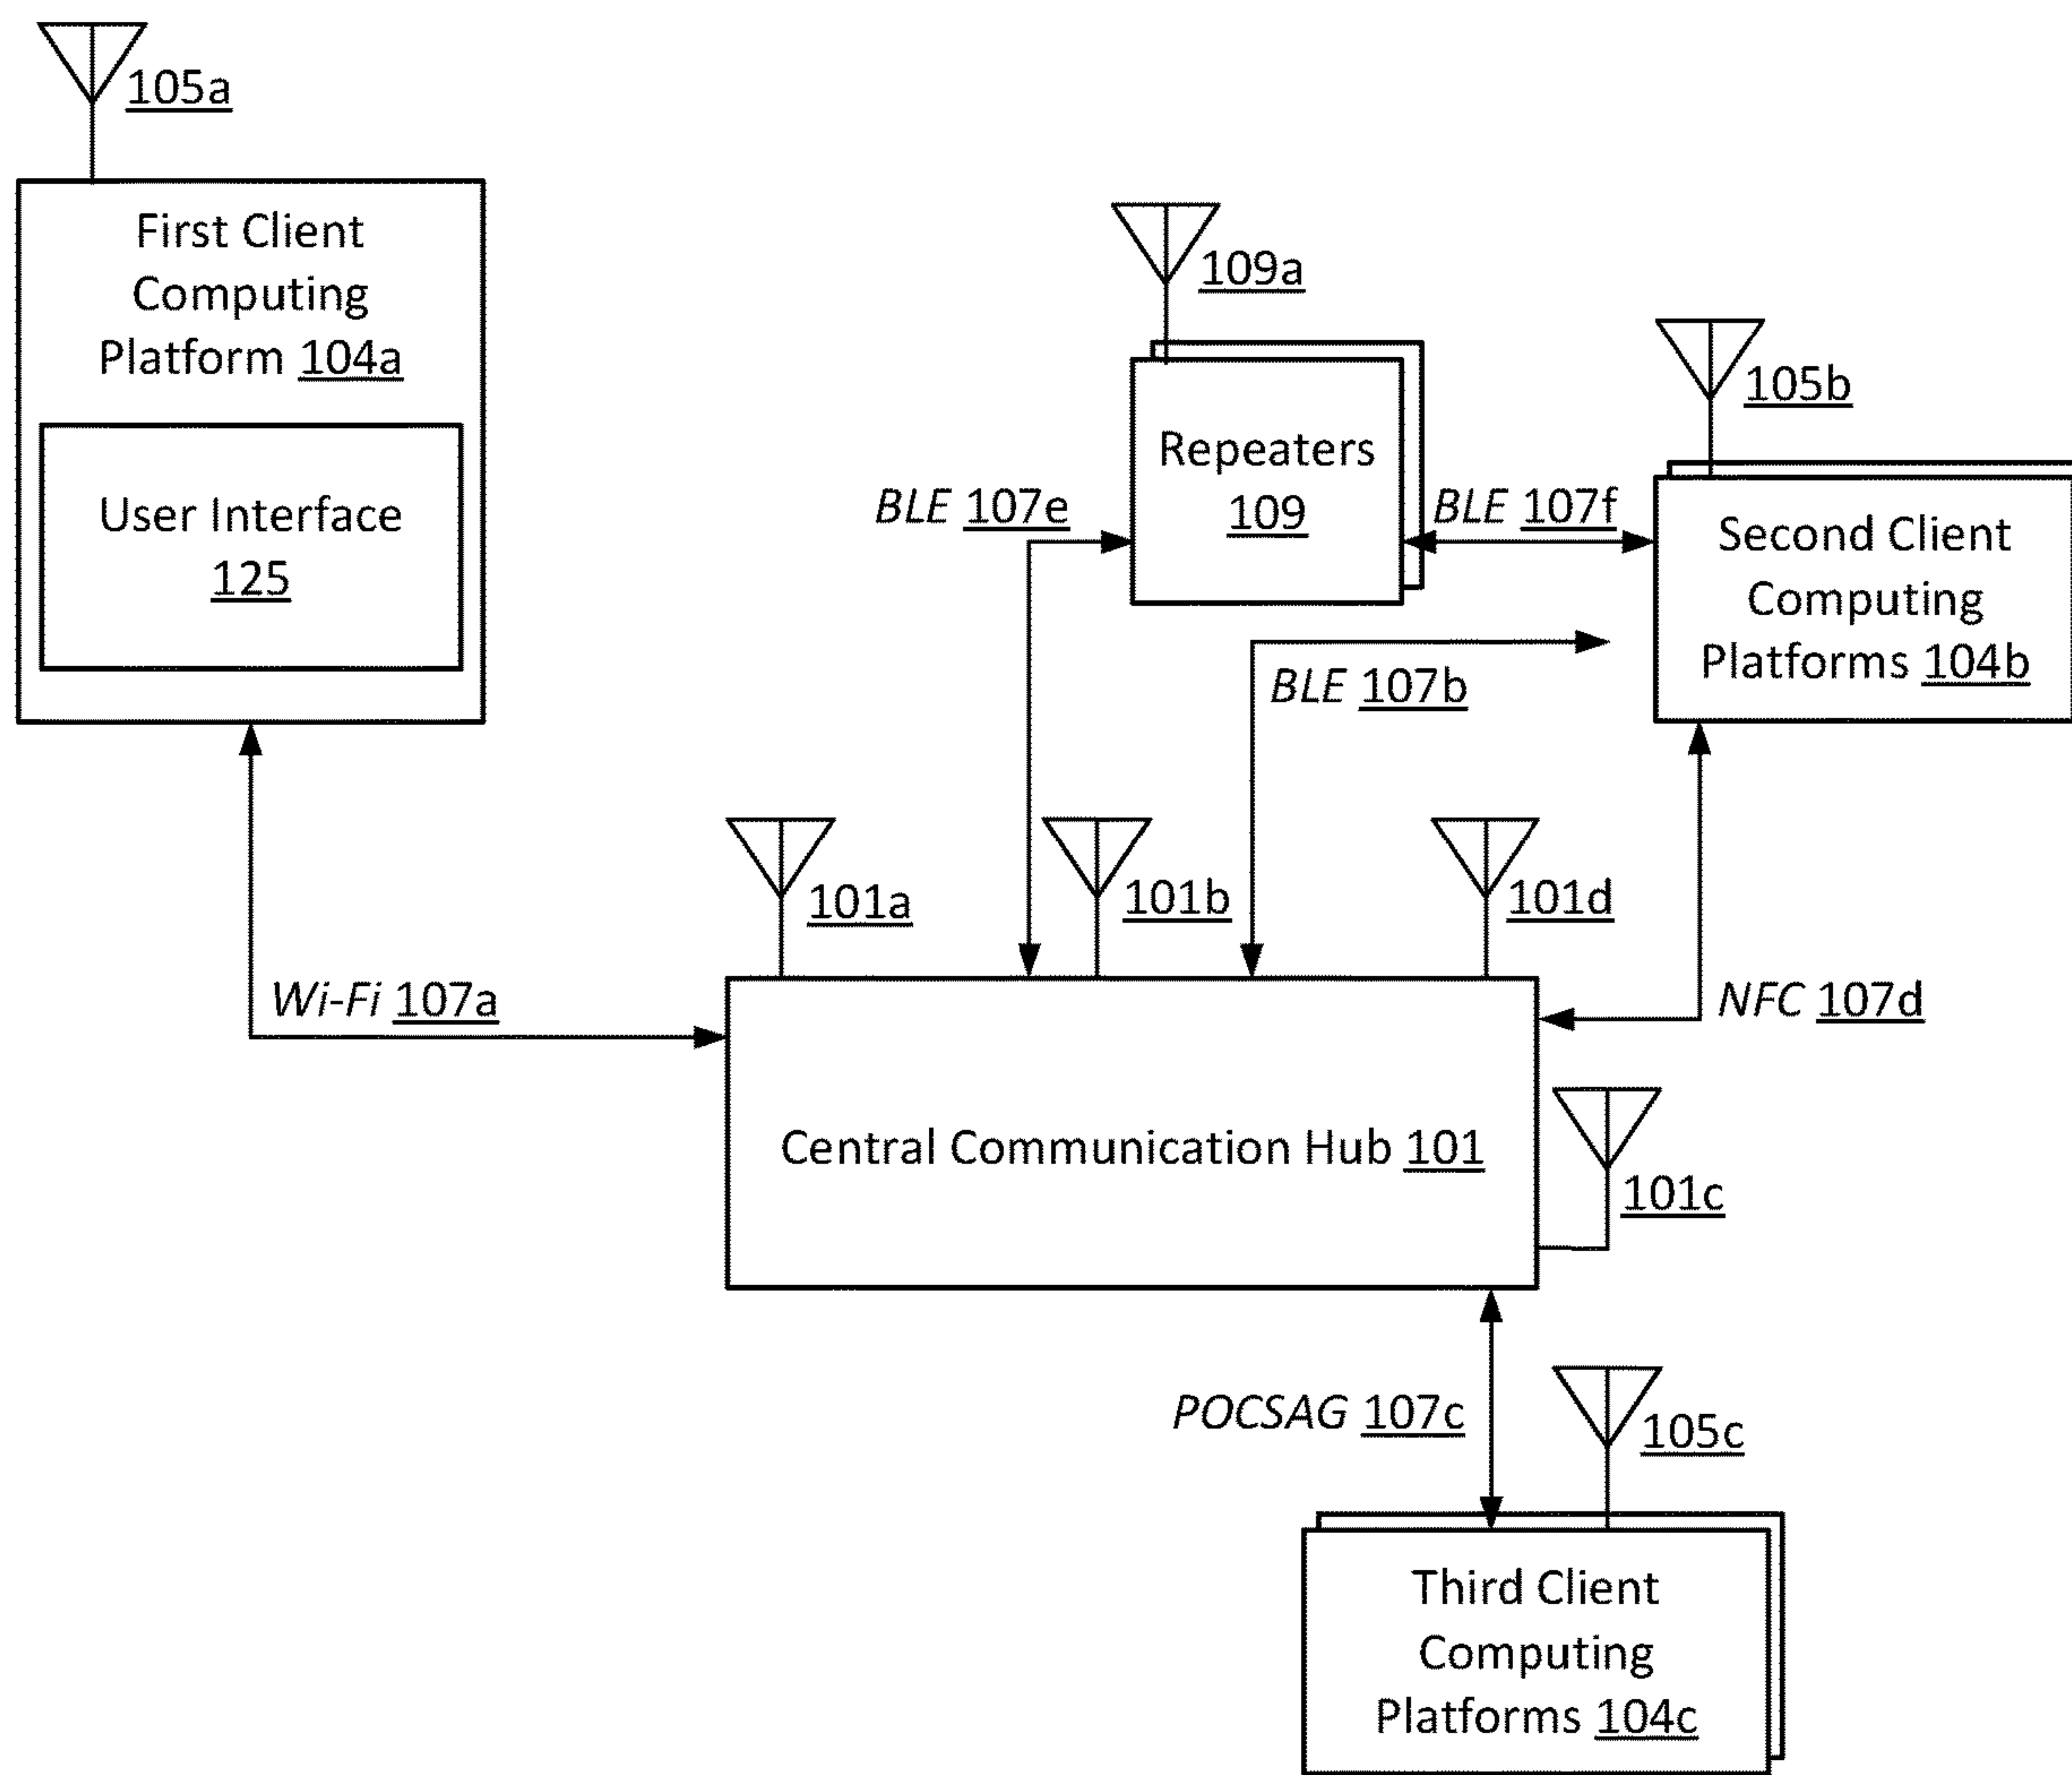 105a
First Client
Computing
Platform 104a
User Interface
125
109a
Repeaters
109
105b
BLE 107e
BLE 107f
Second Client
Computing
Platforms 104b
BLE 107b
101a
101b
101d
Wi-Fi 107a
NFC 107d
Central Communication Hub 101
101c
POCSAG 107c
105c
Third Client
Computing
Platforms 104c